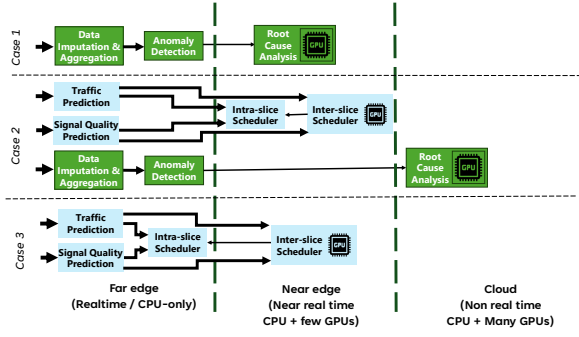 Case 1
Data
Imputation &
Aggregation
Anomaly
Detection
Root
Cause
Analysis
GPU
Case 2
Traffic
Prediction
Signal Quality
Prediction
Intra-slice
Scheduler
Inter-slice
Scheduler
GPU
Data
Imputation &
Aggregation
Anomaly
Detection
Root
Cause
Analysis
GPU
Case 3
Traffic
Prediction
Signal Quality
Prediction
Intra-slice
Scheduler
Inter-slice
Scheduler
GPU
Far edge
(Realtime / CPU-only)
Near edge
(Near real time
CPU + few GPUs)
Cloud
(Non real time
CPU + Many GPUs)